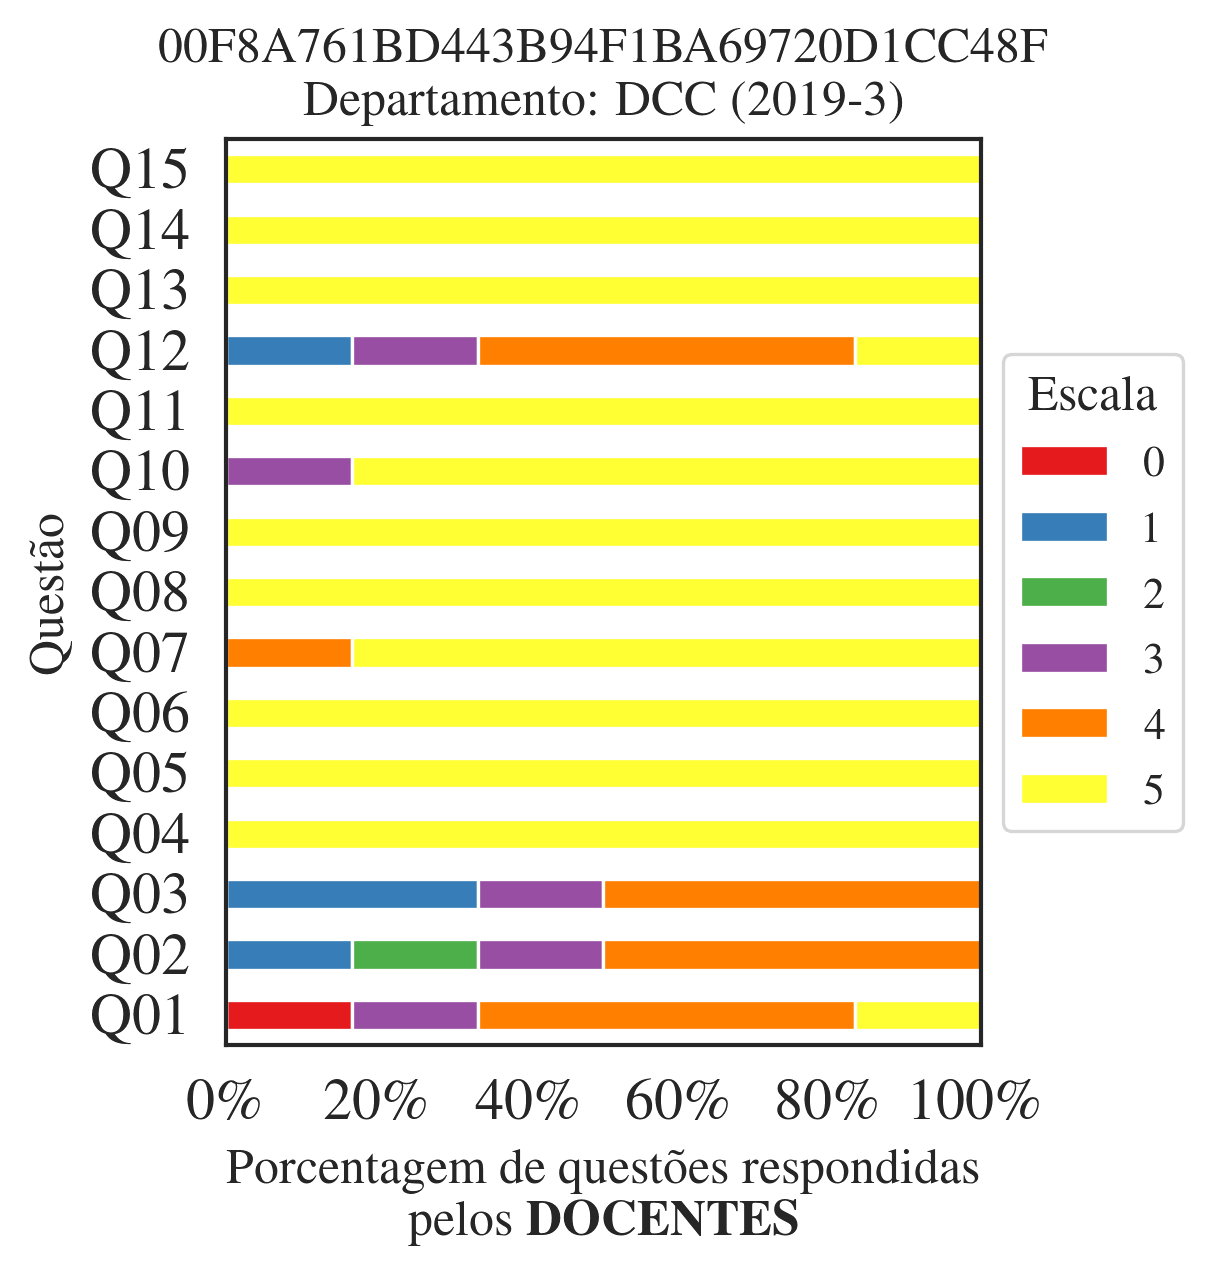 00F8A761BD443B94F1BA69720D1CC48F
Departamento: DCC (2019-3)
Q15
Q14
Q13
Q12
Q11
Q10
Q09
Q08
Q07
Q06
Q05
Q04
Q03
Q02
Q01
Questão
Escala
0
1
2
3
4
5
0% 20% 40% 60% 80% 100%
Porcentagem de questões respondidas
pelos DOCENTES